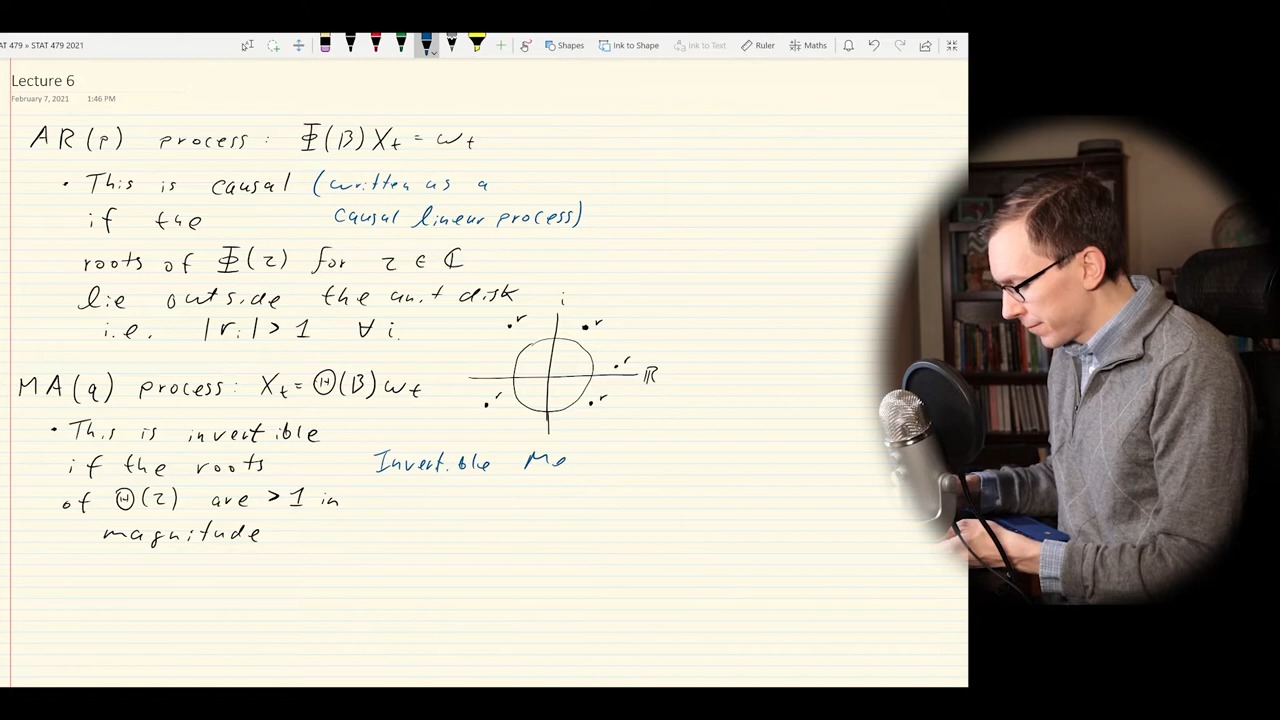 AT 479 > STAT 479 2021
Shapes Ink to Shape Ink to Text Ruler Maths
Lecture 6
February 7, 2021 1:46 PM
AR(p) process: Φ(B)Xₜ = wₜ
• This is causal (written as a
if the causal linear process)
roots of Φ(z) for z ∈ ℂ
lie outside the unit disk
i.e. |rᵢ| > 1 ∀ i.
i
r r
r
ℝ
r r
MA(q) process: Xₜ = Θ(B)wₜ
• This is invertible
if the roots Invertible Me
of Θ(z) are > 1 in
magnitude